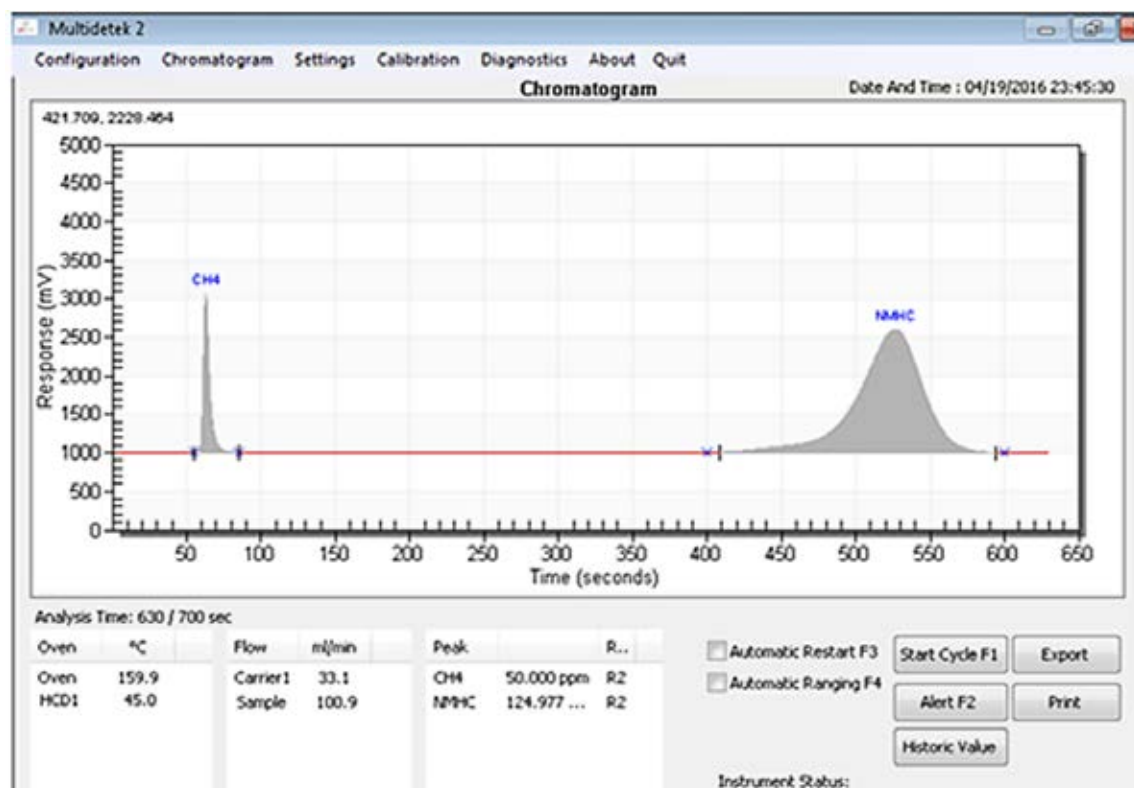 Multidetek 2
Configuration Chromatogram Settings Calibration Diagnostics About Quit
Chromatogram
Date And Time : 04/19/2016 23:45:30
421.709, 2228.464
Response (mV)
5000
4500
4000
3500
3000
2500
2000
1500
1000
500
0
CH4
NMHC
50 100 150 200 250 300 350 400 450 500 550 600 650
Time (seconds)
Analysis Time: 630 / 700 sec
Oven °C
Oven 159.9
HCD1 45.0
Flow ml/min
Carrier1 33.1
Sample 100.9
Peak R..
CH4 50.000 ppm R2
NMHC 124.977 ... R2
Automatic Restart F3
Automatic Ranging F4
Start Cycle F1
Export
Alert F2
Print
Historic Value
Instrument Status: